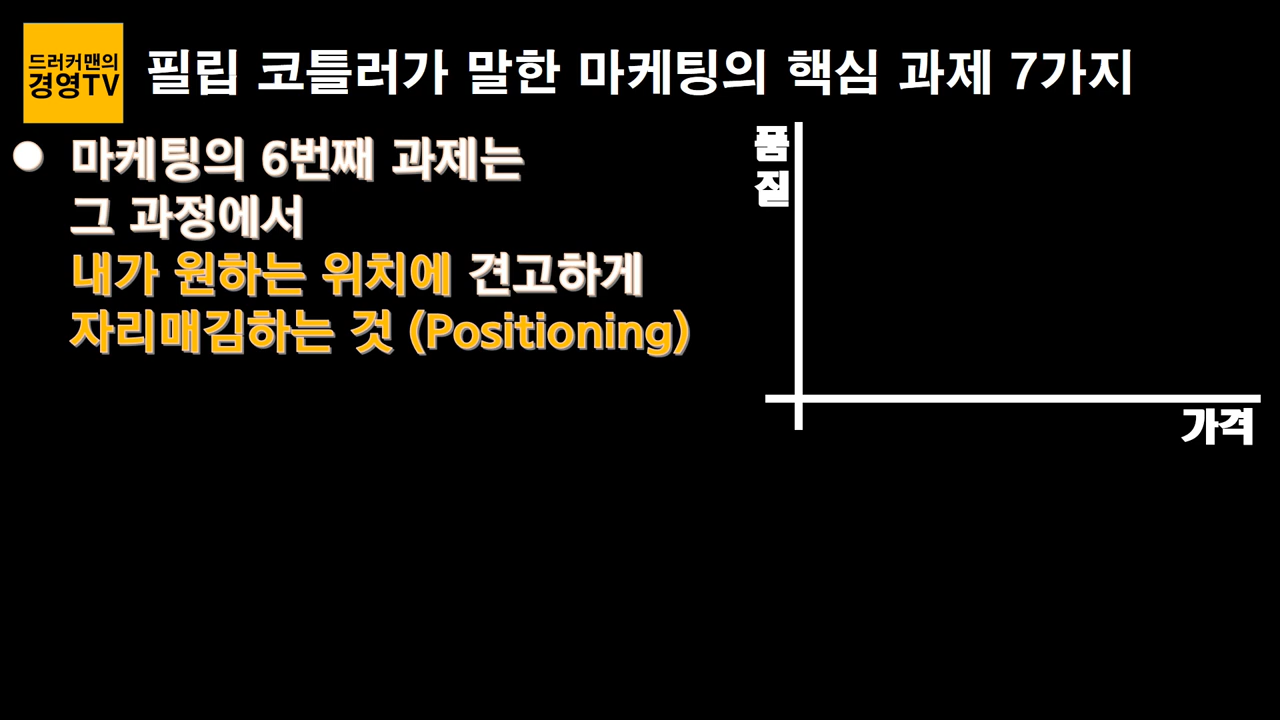 드러커맨의
경영TV
필립 코틀러가 말한 마케팅의 핵심 과제 7가지
● 마케팅의 6번째 과제는
그 과정에서
내가 원하는 위치에 견고하게
자리매김하는 것 (Positioning)
품
질
가격